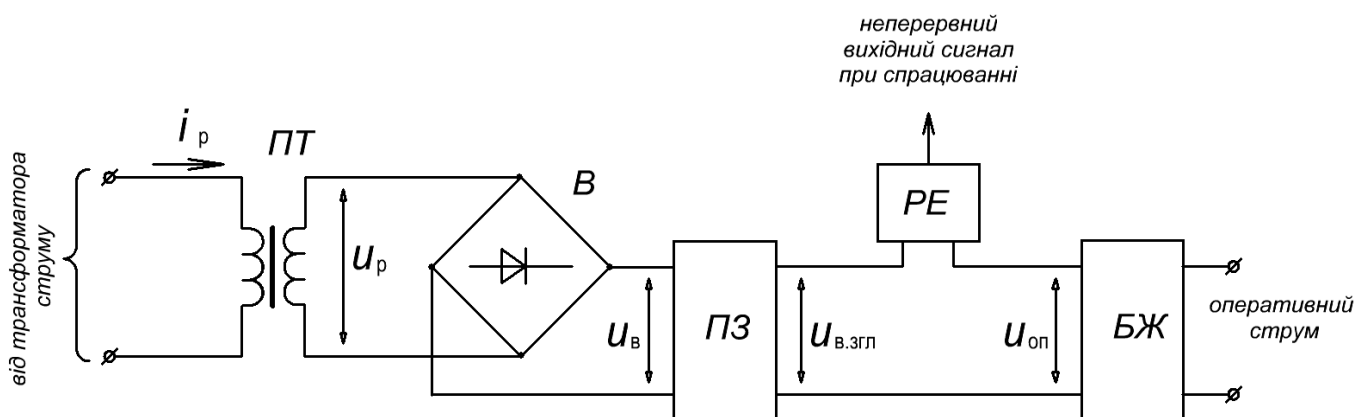 неперервний
вихідний сигнал
при спрацюванні
від трансформатора
струму
i р
ПТ
u р
В
u в
ПЗ
u в.згл
РЕ
u оп
БЖ
оперативний
струм